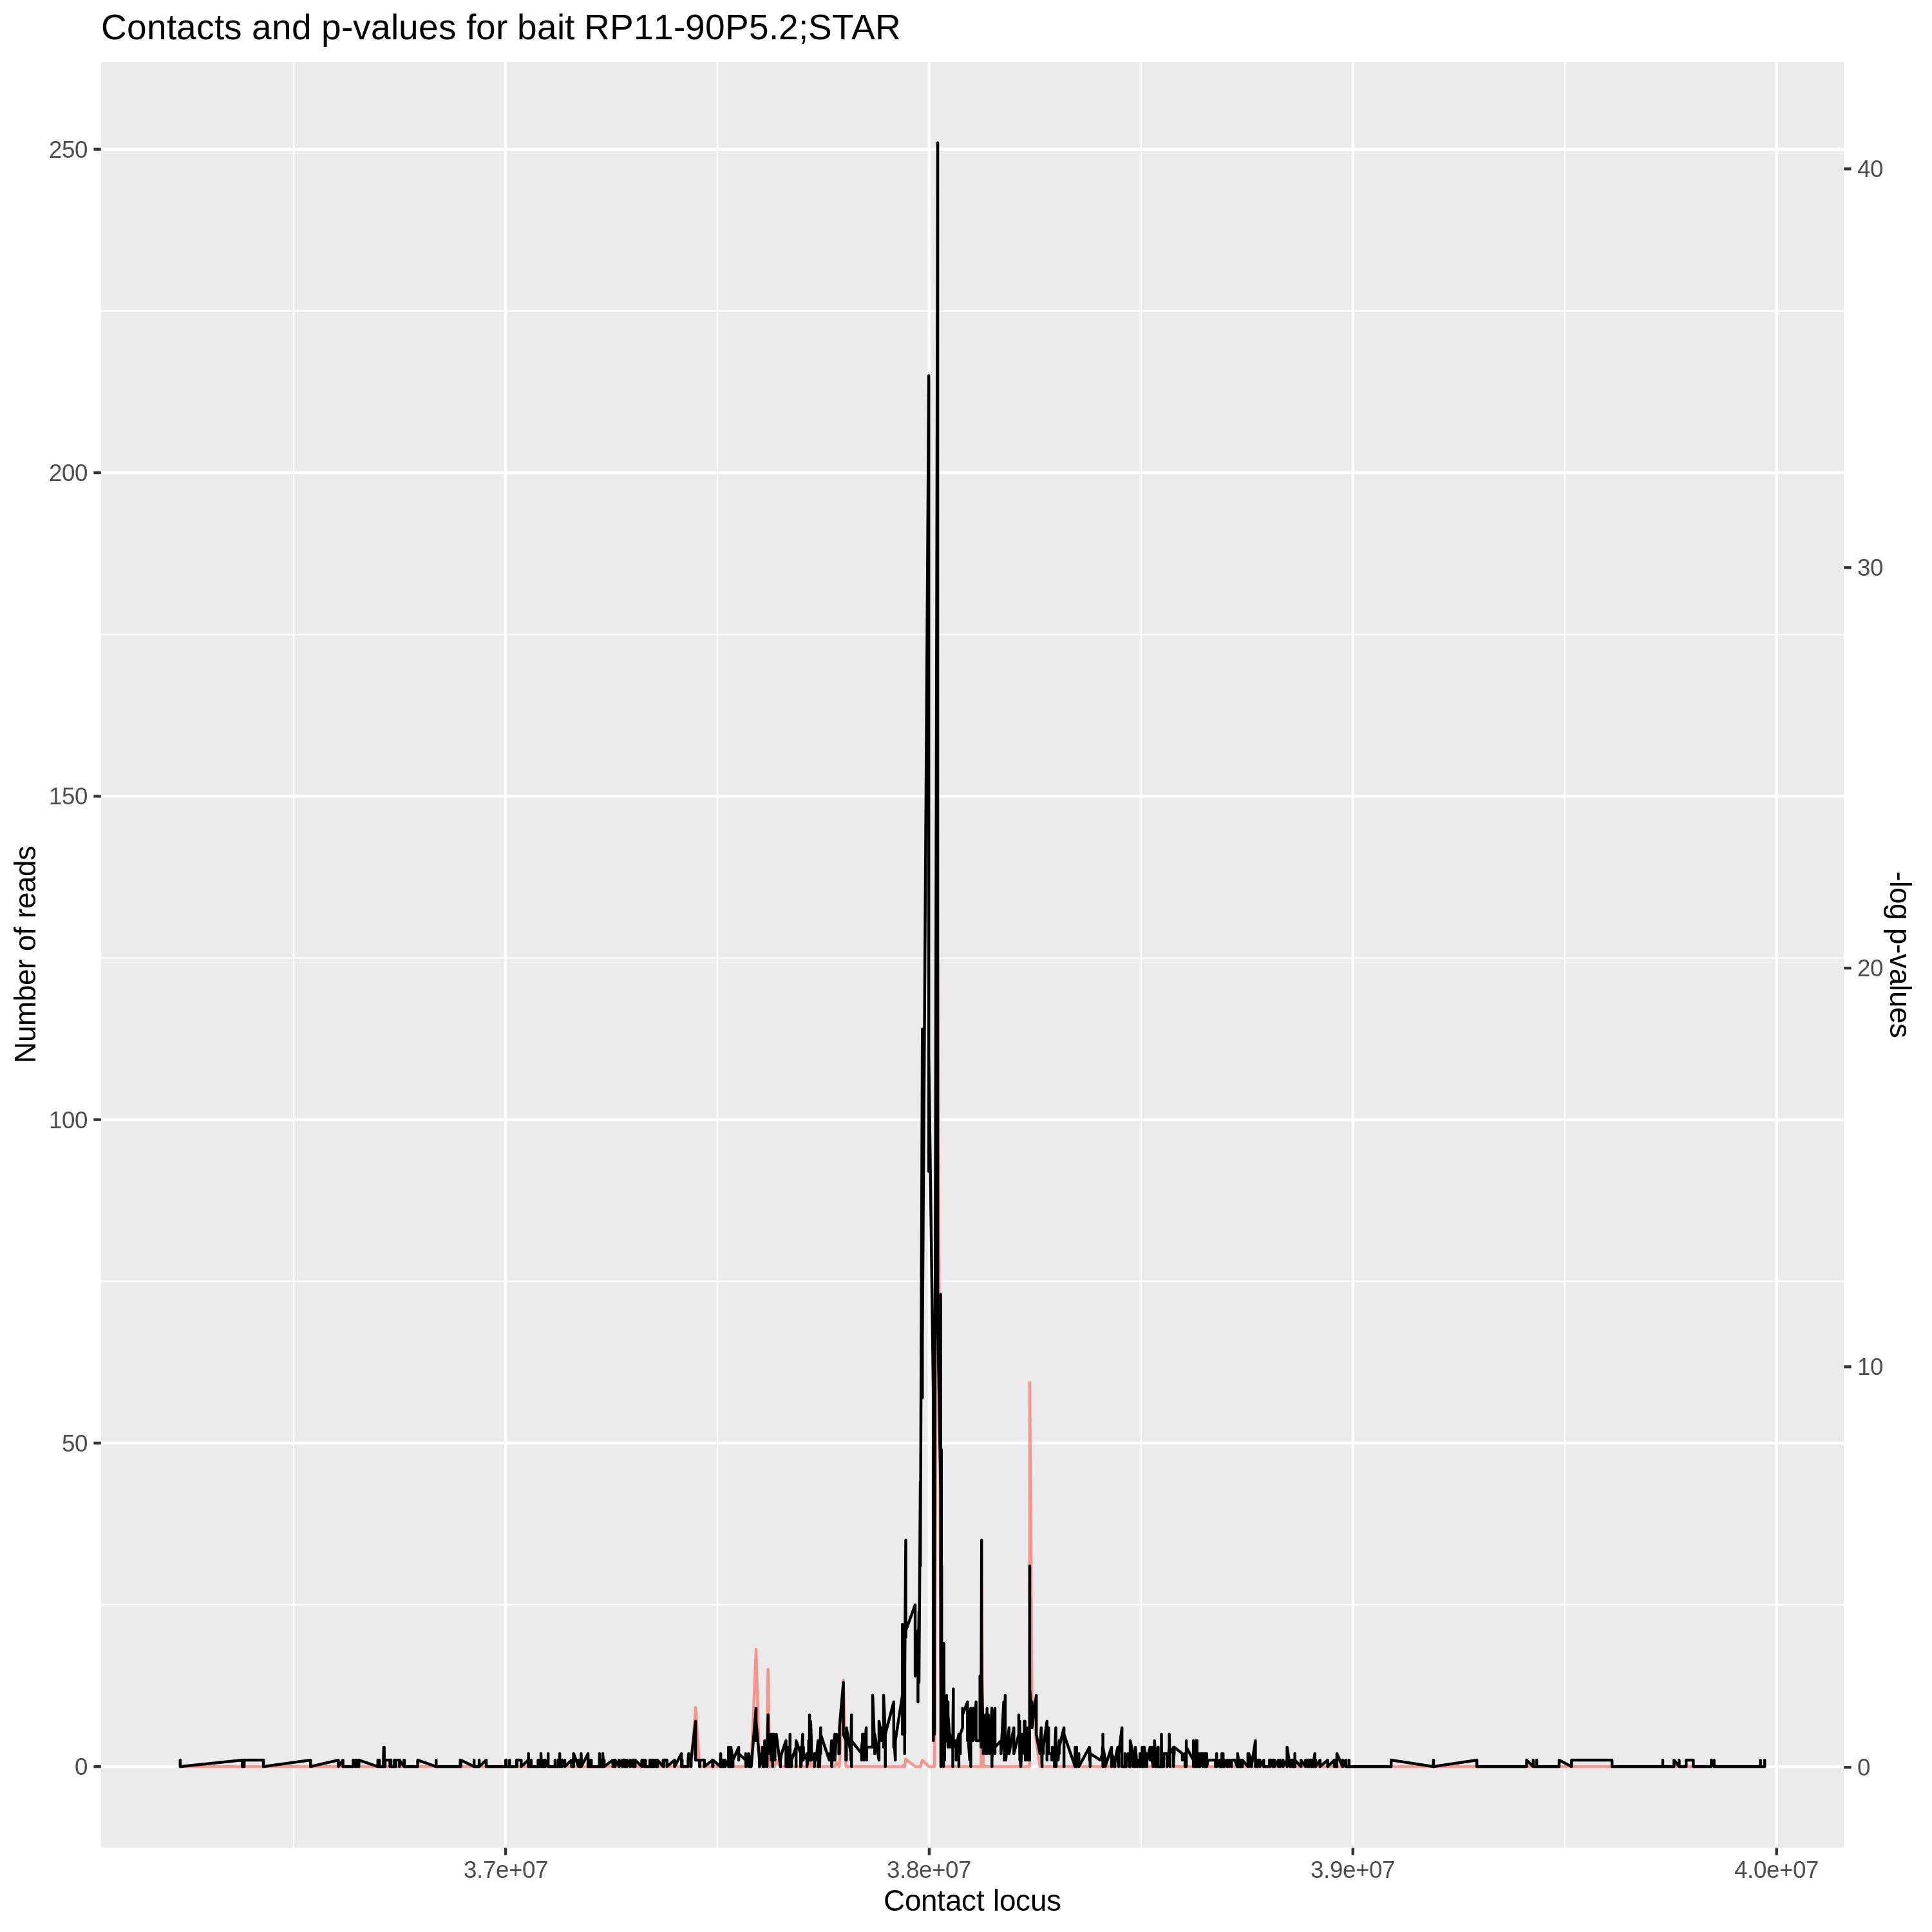 Contacts and p-values for bait RP11-90P5.2;STAR
250
200
150
100
50
0
Number of reads
40
30
20
10
0
-log p-values
3.7e+07
3.8e+07
3.9e+07
4.0e+07
Contact locus